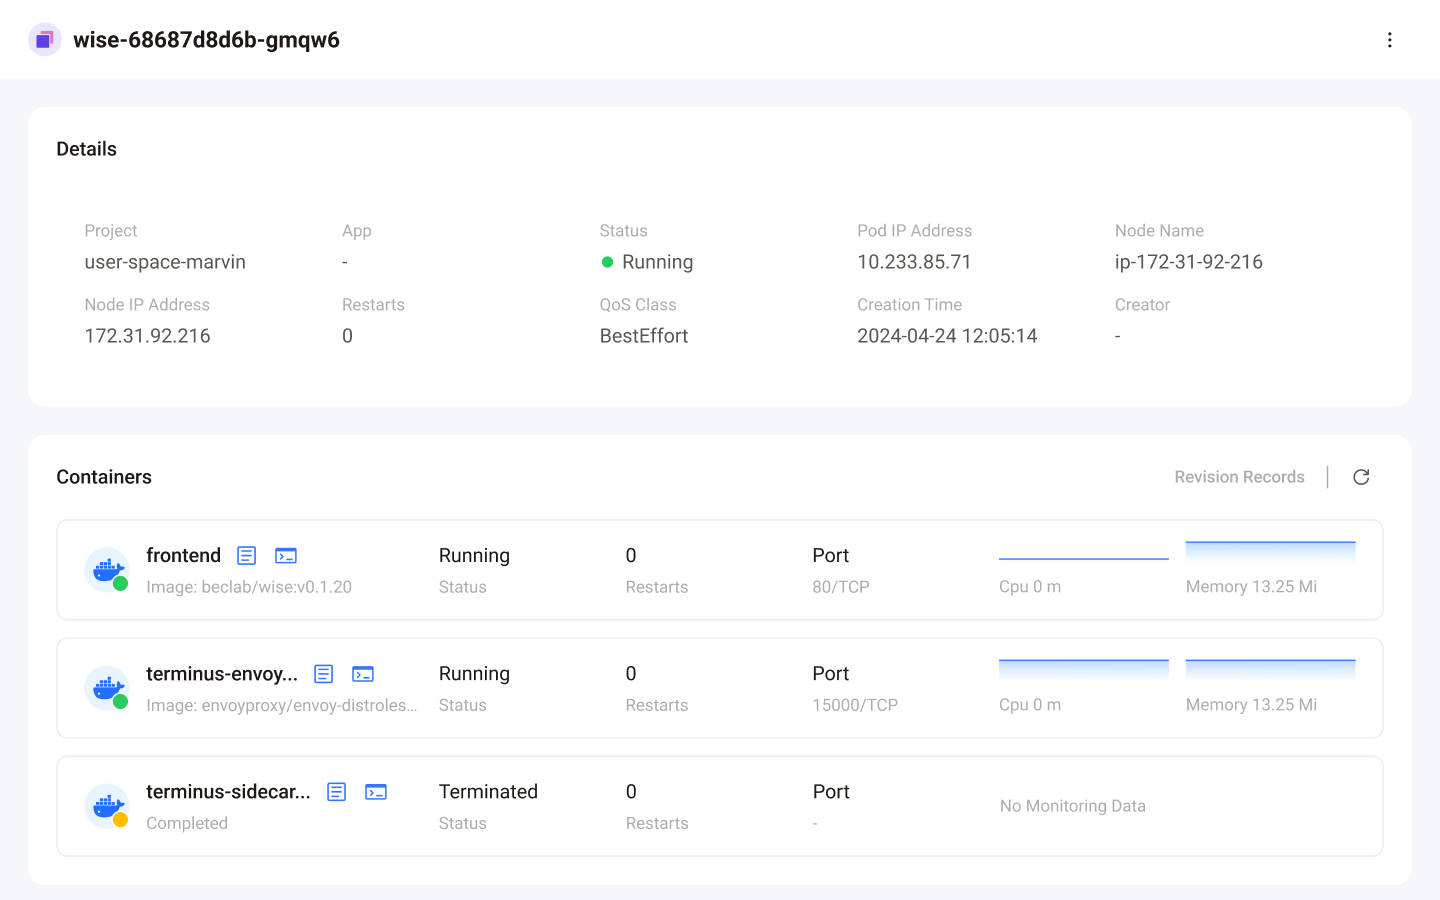 wise-68687d8d6b-gmqw6
Details
Project App Status Pod IP Address Node Name
user-space-marvin - Running 10.233.85.71 ip-172-31-92-216
Node IP Address Restarts QoS Class Creation Time Creator
172.31.92.216 0 BestEffort 2024-04-24 12:05:14 -
Containers Revision Records
frontend Running 0 Port
Image: beclab/wise:v0.1.20 Status Restarts 80/TCP Cpu 0 m Memory 13.25 Mi
terminus-envoy... Running 0 Port
Image: envoyproxy/envoy-distroles... Status Restarts 15000/TCP Cpu 0 m Memory 13.25 Mi
terminus-sidecar... Terminated 0 Port
Completed Status Restarts - No Monitoring Data